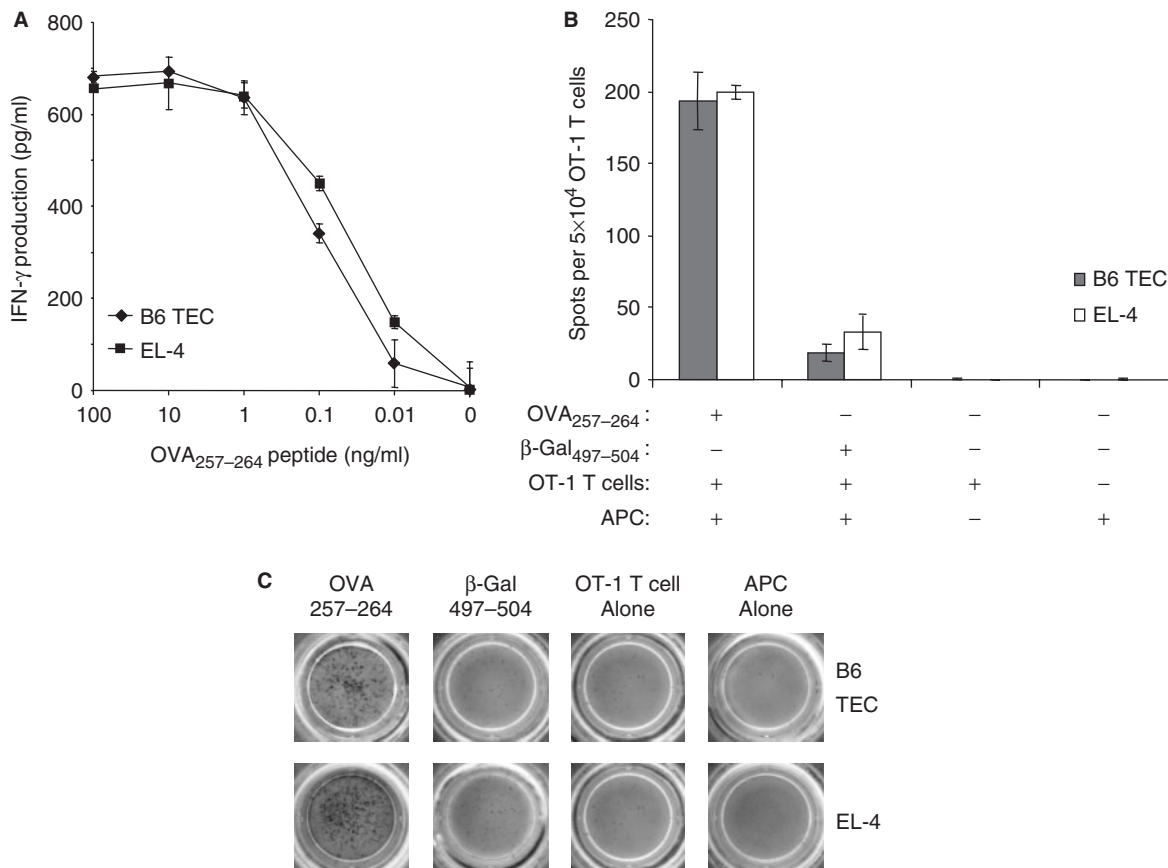 A
800
600
400
200
0
IFN-γ production (pg/ml)
B6 TEC
EL-4
100 10 1 0.1 0.01 0
OVA257–264 peptide (ng/ml)
B
250
200
150
100
50
0
Spots per 5×10⁴ OT-1 T cells
B6 TEC
EL-4
OVA257–264 : + – – –
β-Gal497–504 : – + – –
OT-1 T cells: + + + –
APC: + + – +
C
OVA β-Gal OT-1 T cell APC
257–264 497–504 Alone Alone
B6
TEC
EL-4